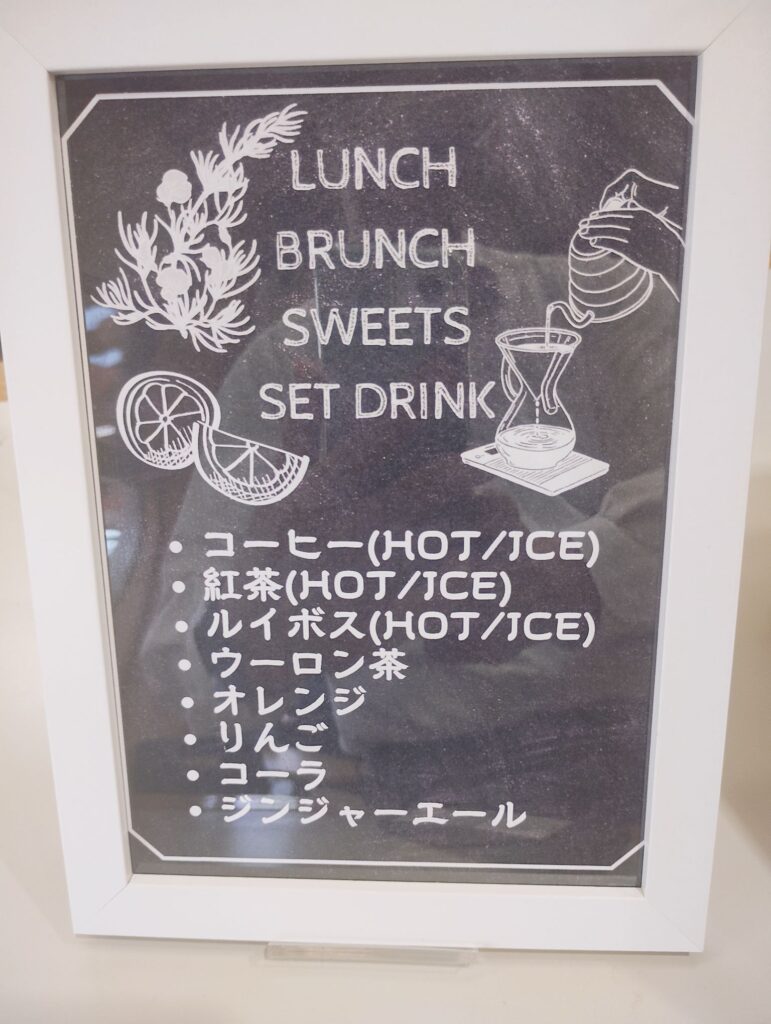 LUNCH
BRUNCH
SWEETS
SET DRINK
• コーヒー(HOT/ICE)
• 紅茶(HOT/ICE)
• ルイボス(HOT/ICE)
• ウーロン茶
• オレンジ
• りんご
• コーラ
• ジンジャーエール